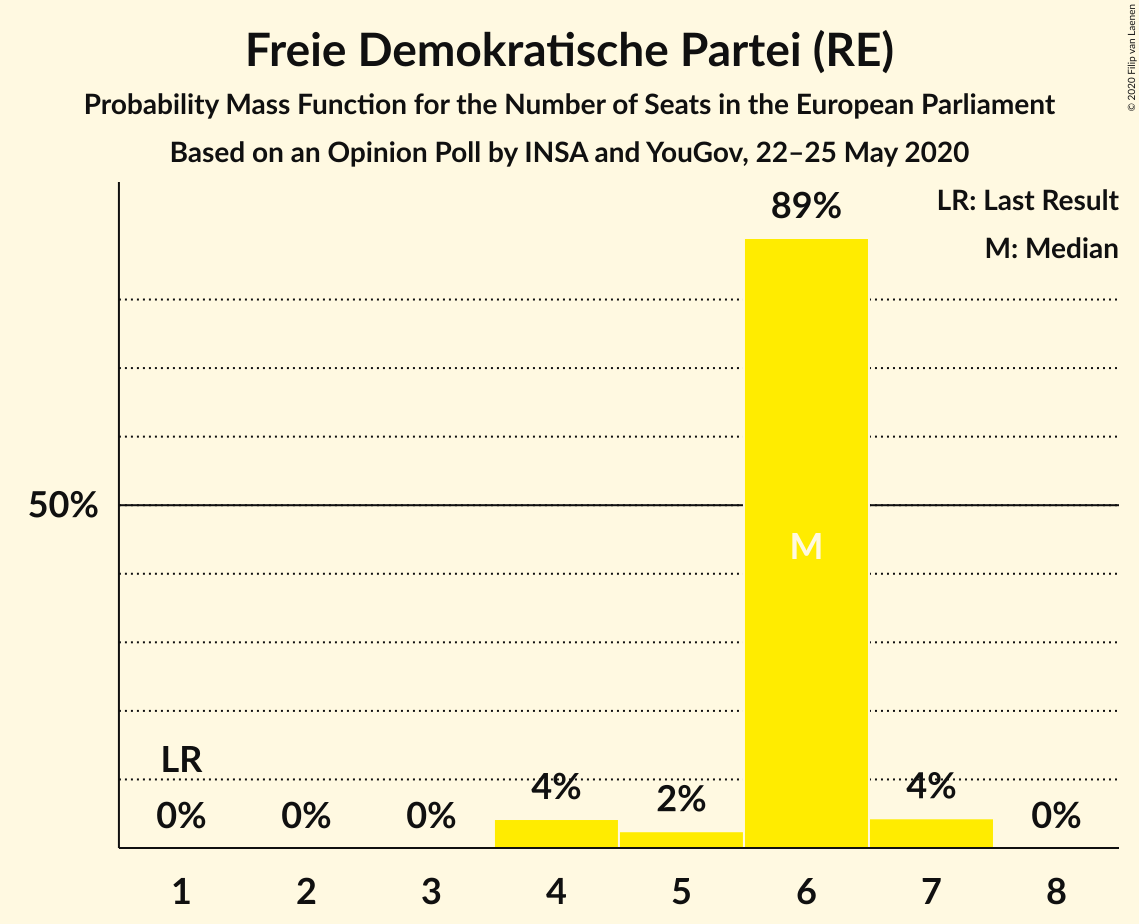 Freie Demokratische Partei (RE)
Probability Mass Function for the Number of Seats in the European Parliament
Based on an Opinion Poll by INSA and YouGov, 22–25 May 2020
© 2020 Filip van Laenen
LR: Last Result
M: Median
89%
50%
M
LR
0%
0%
0%
4%
2%
4%
0%
1
2
3
4
5
6
7
8